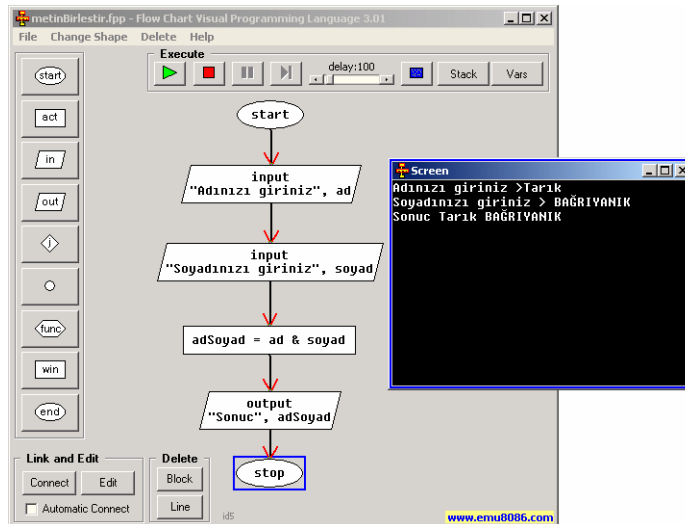 metinBirlestir.fpp - Flow Chart Visual Programming Language 3.01
File Change Shape Delete Help
Execute
delay:100
Stack Vars
start
act
in
out
j
func
win
end
start
input
"Adınızı giriniz", ad
input
"Soyadınızı giriniz", soyad
adSoyad = ad & soyad
output
"Sonuc", adSoyad
stop
Screen
Adınızı giriniz >Tarık
Soyadınızı giriniz > BAĞRIYANIK
Sonuc Tarık BAĞRIYANIK
Link and Edit
Connect Edit
Automatic Connect
Delete
Block
Line
id5
www.emu8086.com